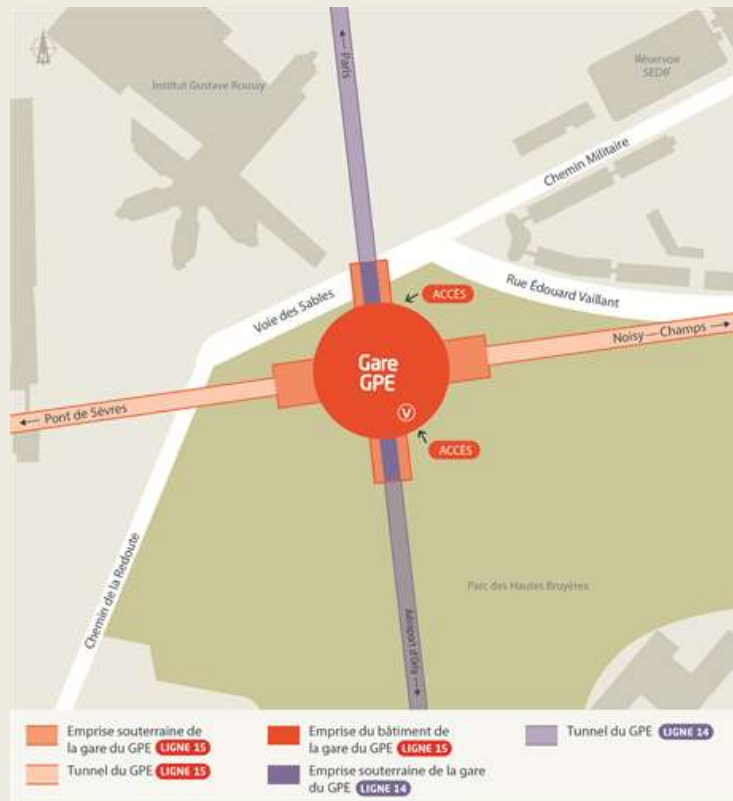 Institut Gustave Roussy
← Paris
Réservoir
SEDIF
Chemin Militaire
Voie des Sables
ACCÈS
Rue Édouard Vaillant
Noisy—Champs →
Gare
GPE
V
← Pont de Sèvres
ACCÈS
Chemin de la Redoute
Parc des Hautes Bruyères
Aéroport d'Orly →
Emprise souterraine de
la gare du GPE LIGNE 15
Tunnel du GPE LIGNE 15
Emprise du bâtiment de
la gare du GPE LIGNE 15
Emprise souterraine de la gare
du GPE LIGNE 14
Tunnel du GPE LIGNE 14